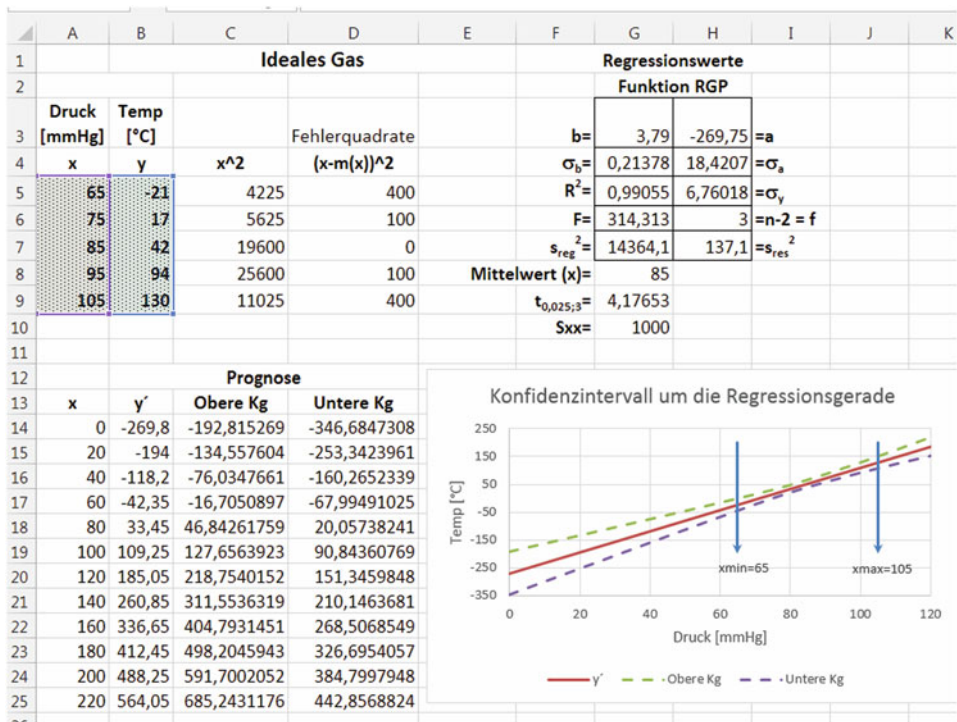 A B C D E F G H I J K
1 Ideales Gas Regressionswerte
2 Funktion RGP
3 Druck [mmHg] Temp [°C] Fehlerquadrate b= 3,79 -269,75 =a
4 x y x^2 (x-m(x))^2 σb= 0,21378 18,4207 =σa
5 65 -21 4225 400 R²= 0,99055 6,76018 =σy
6 75 17 5625 100 F= 314,313 3 =n-2 = f
7 85 42 19600 0 sreg²= 14364,1 137,1 =sres²
8 95 94 25600 100 Mittelwert (x)= 85
9 105 130 11025 400 t0,025;3= 4,17653
10 Sxx= 1000
11
12 Prognose
13 x y´ Obere Kg Untere Kg
14 0 -269,8 -192,815269 -346,6847308
15 20 -194 -134,557604 -253,3423961
16 40 -118,2 -76,0347661 -160,2652339
17 60 -42,35 -16,7050897 -67,99491025
18 80 33,45 46,84261759 20,05738241
19 100 109,25 127,6563923 90,84360769
20 120 185,05 218,7540152 151,3459848
21 140 260,85 311,5536319 210,1463681
22 160 336,65 404,7931451 268,5068549
23 180 412,45 498,2045943 326,6954057
24 200 488,25 591,7002052 384,7997948
25 220 564,05 685,2431176 442,8568824
Konfidenzintervall um die Regressionsgerade
250
150
50
-50
-150
-250
-350
Temp [°C]
xmin=65 xmax=105
0 20 40 60 80 100 120
Druck [mmHg]
y´ Obere Kg Untere Kg